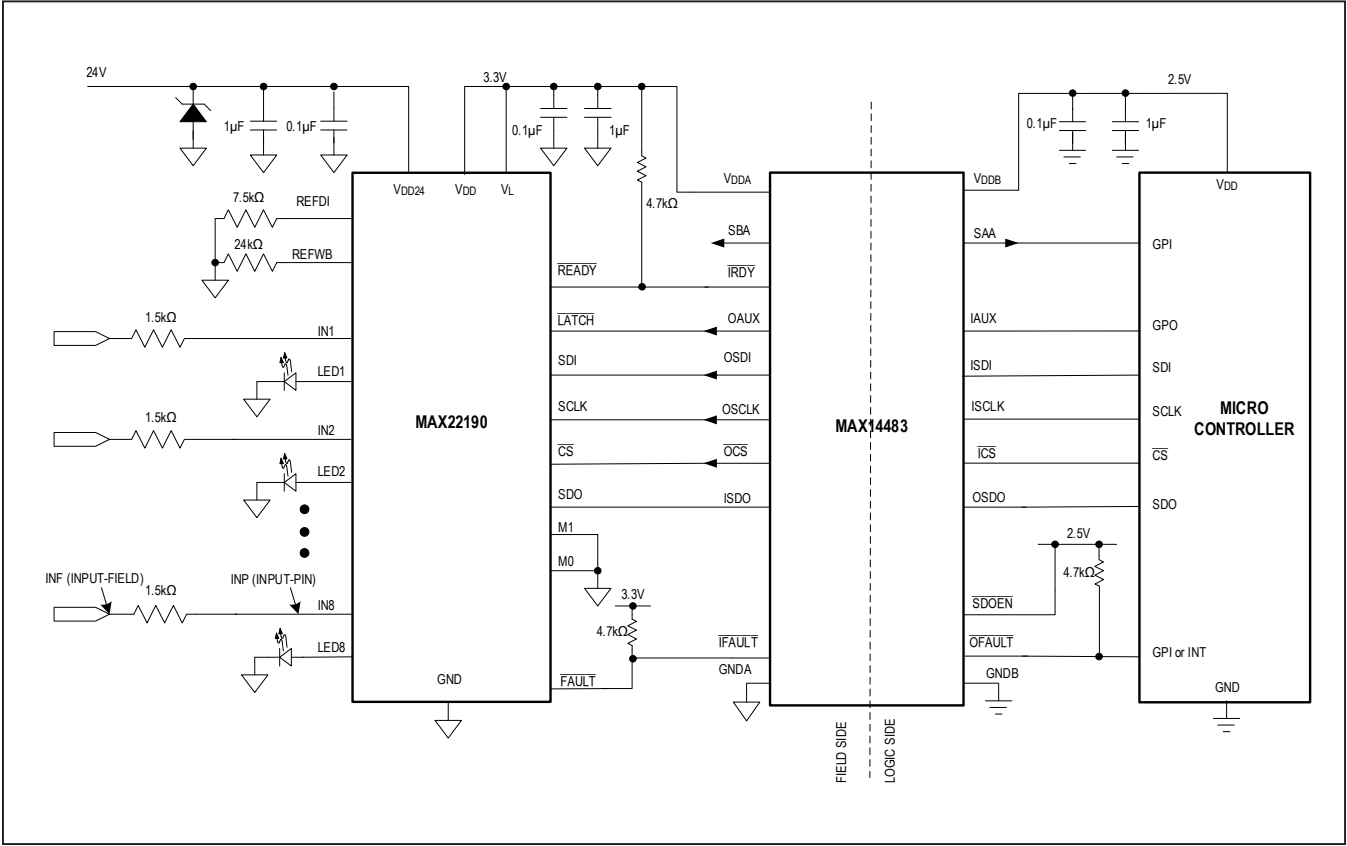 24V
3.3V
2.5V
1µF
0.1µF
0.1µF
1µF
0.1µF
1µF
VDD24
VDD
VL
4.7kΩ
VDDA
VDDB
VDD
7.5kΩ
REFDI
24kΩ
REFWB
SBA
SAA
GPI
READY
IRDY
1.5kΩ
IN1
LATCH
OAUX
IAUX
GPO
LED1
SDI
OSDI
ISDI
SDI
1.5kΩ
IN2
SCLK
OSCLK
ISCLK
SCLK
MAX22190
MAX14483
MICRO
CONTROLLER
CS
OCS
ICS
CS
LED2
SDO
ISDO
OSDO
SDO
M1
M0
2.5V
4.7kΩ
INF (INPUT-FIELD)
1.5kΩ
INP (INPUT-PIN)
IN8
3.3V
4.7kΩ
SDOEN
LED8
IFAULT
OFAULT
GPI or INT
GND
FAULT
GNDA
GNDB
GND
FIELD SIDE
LOGIC SIDE